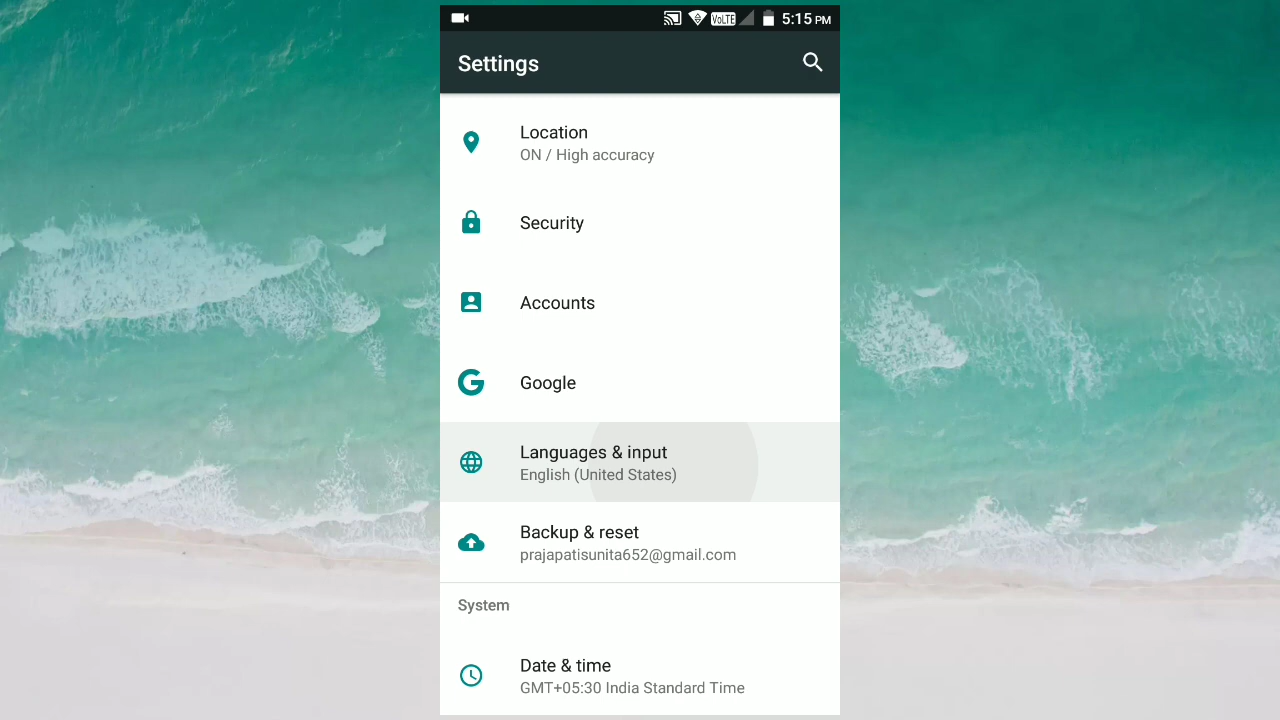 VoLTE 5:15 PM
Settings
Location
ON / High accuracy
Security
Accounts
Google
Languages & input
English (United States)
Backup & reset
prajapatisunita652@gmail.com
System
Date & time
GMT+05:30 India Standard Time